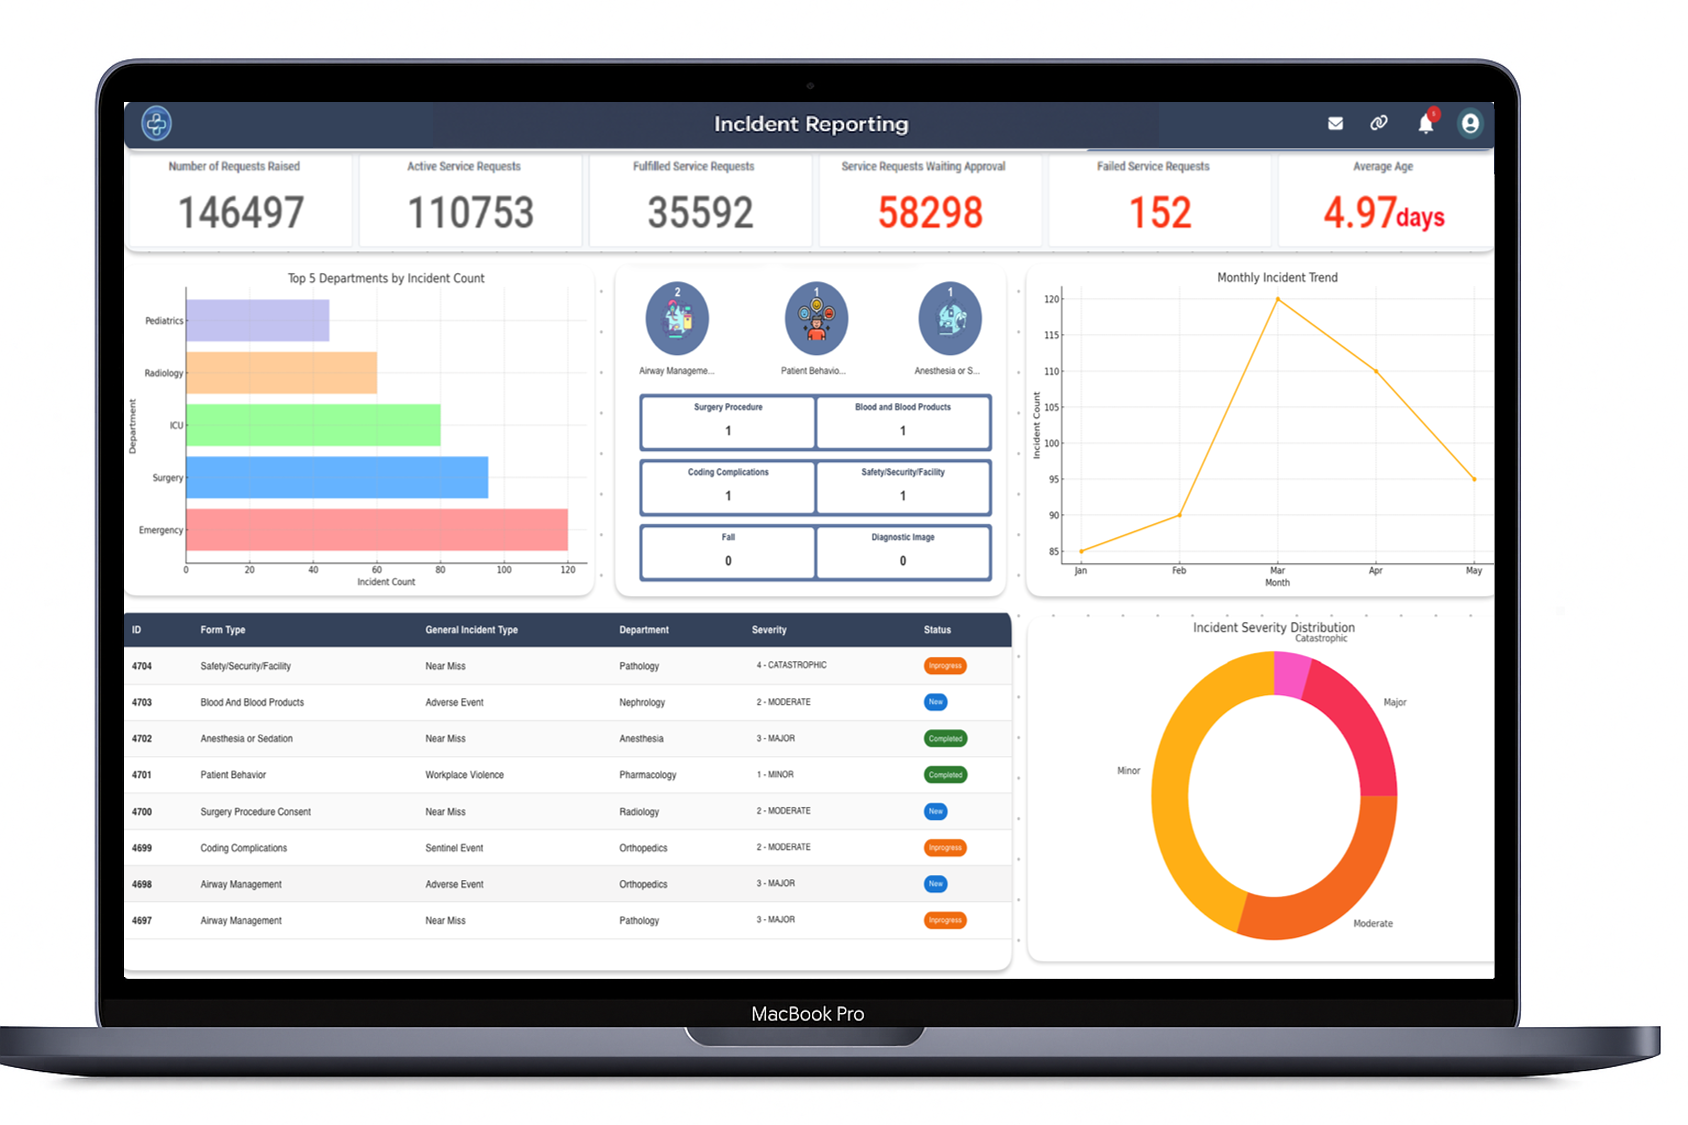 Incldent Reporting
1
Number of Requests Raised
146497
Active Service Requests
110753
Fulfilled Service Requests
35592
Service Requests Waiting Approval
58298
Failed Service Requests
152
Average Age
4.97days
Top 5 Departments by Incident Count
Department
Pediatrics
Radiology
ICU
Surgery
Emergency
0 20 40 60 80 100 120
Incident Count
2
Airway Manageme...
1
Patient Behavio...
1
Anesthesia or S...
Surgery Procedure
1
Blood and Blood Products
1
Coding Complications
1
Safety/Security/Facility
1
Fall
0
Diagnostic Image
0
Monthly Incident Trend
Incident Count
120
115
110
105
100
95
90
85
Jan Feb Mar Apr May
Month
ID Form Type General Incident Type Department Severity Status
4704 Safety/Security/Facility Near Miss Pathology 4 - CATASTROPHIC Inprogress
4703 Blood And Blood Products Adverse Event Nephrology 2 - MODERATE New
4702 Anesthesia or Sedation Near Miss Anesthesia 3 - MAJOR Completed
4701 Patient Behavior Workplace Violence Pharmacology 1 - MINOR Completed
4700 Surgery Procedure Consent Near Miss Radiology 2 - MODERATE New
4699 Coding Complications Sentinel Event Orthopedics 2 - MODERATE Inprogress
4698 Airway Management Adverse Event Orthopedics 3 - MAJOR New
4697 Airway Management Near Miss Pathology 3 - MAJOR Inprogress
Incident Severity Distribution
Catastrophic
Major
Minor
Moderate
MacBook Pro